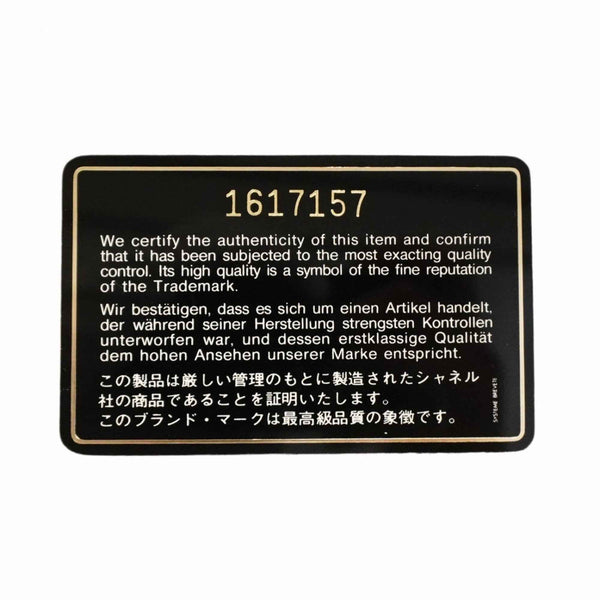 1617157
We certify the authenticity of this item and confirm
that it has been subjected to the most exacting quality
control. Its high quality is a symbol of the fine reputation
of the Trademark.
Wir bestätigen, dass es sich um einen Artikel handelt,
der während seiner Herstellung strengsten Kontrollen
unterworfen war, und dessen erstklassige Qualität
dem hohen Ansehen unserer Marke entspricht.
この製品は厳しい管理のもとに製造されたシャネル
社の商品であることを証明いたします。
このブランド・マークは最高級品質の象徴です。
SYSTEME BREVETE